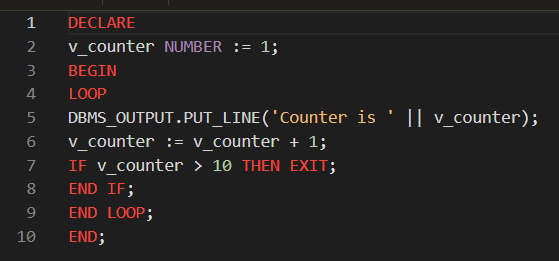 1 DECLARE
2 v_counter NUMBER := 1;
3 BEGIN
4 LOOP
5 DBMS_OUTPUT.PUT_LINE('Counter is ' || v_counter);
6 v_counter := v_counter + 1;
7 IF v_counter > 10 THEN EXIT;
8 END IF;
9 END LOOP;
10 END;